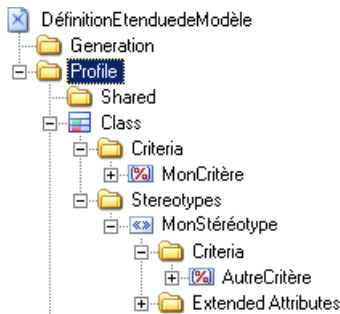 DéfinitionEtenduedeModèle
Generation
Profile
Shared
Class
Criteria
MonCritère
Stereotypes
MonStéréotype
Criteria
AutreCritère
Extended Attributes